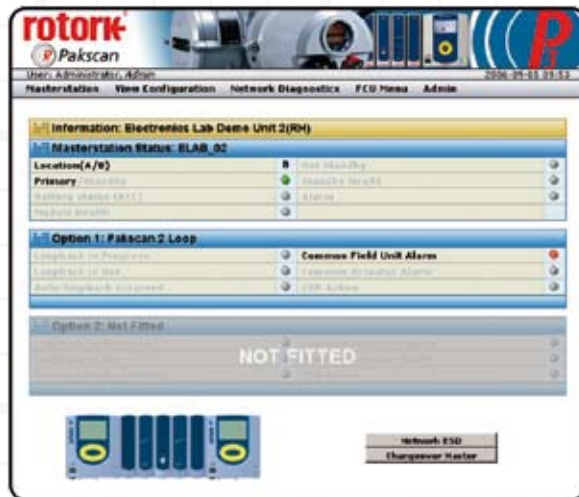 rotork
Pakscan
User: Administrator, Admin 2006-09-05 09:53
Masterstation View Configuration Network Diagnostics FCU Menu Admin
Information: Electronics Lab Demo Unit 2(RH)
Masterstation Status: ELAB_02
Location(A/B) B Hot Standby
Primary /Standby Standby Health
Battery status (RTC) Alarm
Module Health
Option 1: Pakscan 2 Loop
Loopback in Progress Common Field Unit Alarm
Loopback in Use Common Actuator Alarm
Auto-loopback occurred ESD Action
Option 2: Not Fitted
NOT FITTED
Network ESD
Changeover Master